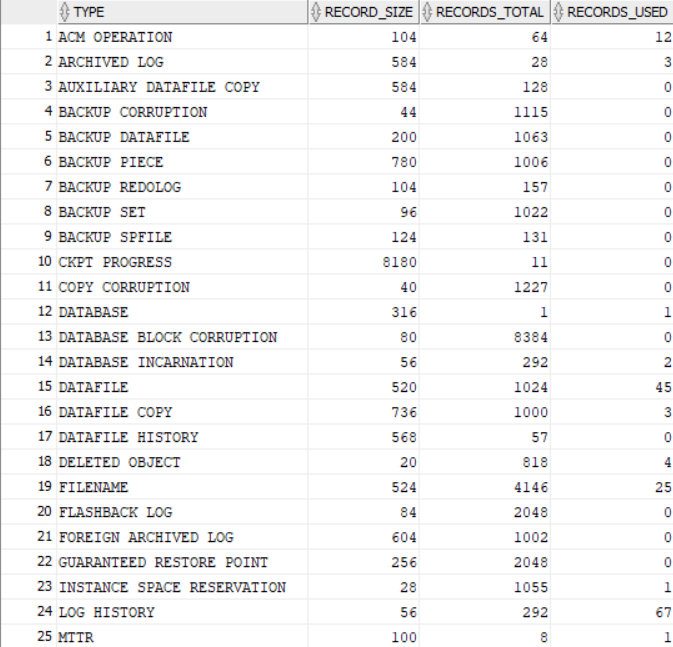 TYPE RECORD_SIZE RECORDS_TOTAL RECORDS_USED
1 ACM OPERATION 104 64 12
2 ARCHIVED LOG 584 28 3
3 AUXILIARY DATAFILE COPY 584 128 0
4 BACKUP CORRUPTION 44 1115 0
5 BACKUP DATAFILE 200 1063 0
6 BACKUP PIECE 780 1006 0
7 BACKUP REDOLOG 104 157 0
8 BACKUP SET 96 1022 0
9 BACKUP SPFILE 124 131 0
10 CKPT PROGRESS 8180 11 0
11 COPY CORRUPTION 40 1227 0
12 DATABASE 316 1 1
13 DATABASE BLOCK CORRUPTION 80 8384 0
14 DATABASE INCARNATION 56 292 2
15 DATAFILE 520 1024 45
16 DATAFILE COPY 736 1000 3
17 DATAFILE HISTORY 568 57 0
18 DELETED OBJECT 20 818 4
19 FILENAME 524 4146 25
20 FLASHBACK LOG 84 2048 0
21 FOREIGN ARCHIVED LOG 604 1002 0
22 GUARANTEED RESTORE POINT 256 2048 0
23 INSTANCE SPACE RESERVATION 28 1055 1
24 LOG HISTORY 56 292 67
25 MTTR 100 8 1